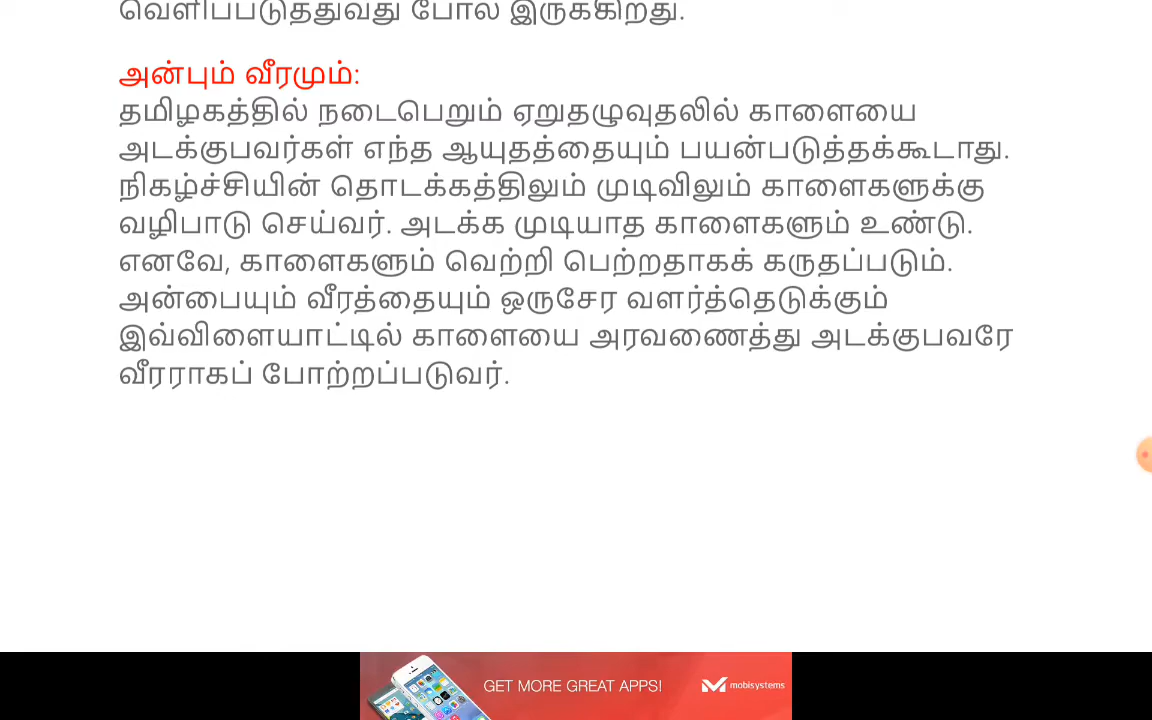 வெளிப்படுத்துவது போல இருக்கிறது.
அன்பும் வீரமும்:
தமிழகத்தில் நடைபெறும் ஏறுதழுவுதலில் காளையை
அடக்குபவர்கள் எந்த ஆயுதத்தையும் பயன்படுத்தக்கூடாது.
நிகழ்ச்சியின் தொடக்கத்திலும் முடிவிலும் காளைகளுக்கு
வழிபாடு செய்வர். அடக்க முடியாத காளைகளும் உண்டு.
எனவே, காளைகளும் வெற்றி பெற்றதாகக் கருதப்படும்.
அன்பையும் வீரத்தையும் ஒருசேர வளர்த்தெடுக்கும்
இவ்விளையாட்டில் காளையை அரவணைத்து அடக்குபவரே
வீரராகப் போற்றப்படுவர்.
GET MORE GREAT APPS! mobisystems